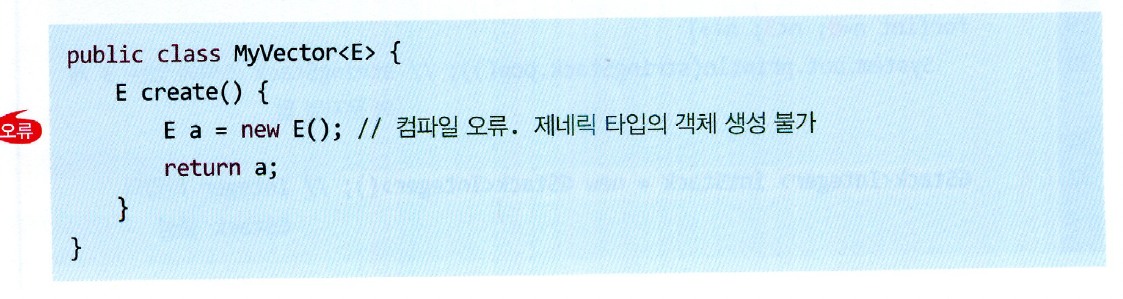 public class MyVector<E> {
E create() {
오류 E a = new E(); // 컴파일 오류. 제네릭 타입의 객체 생성 불가
return a;
}
}